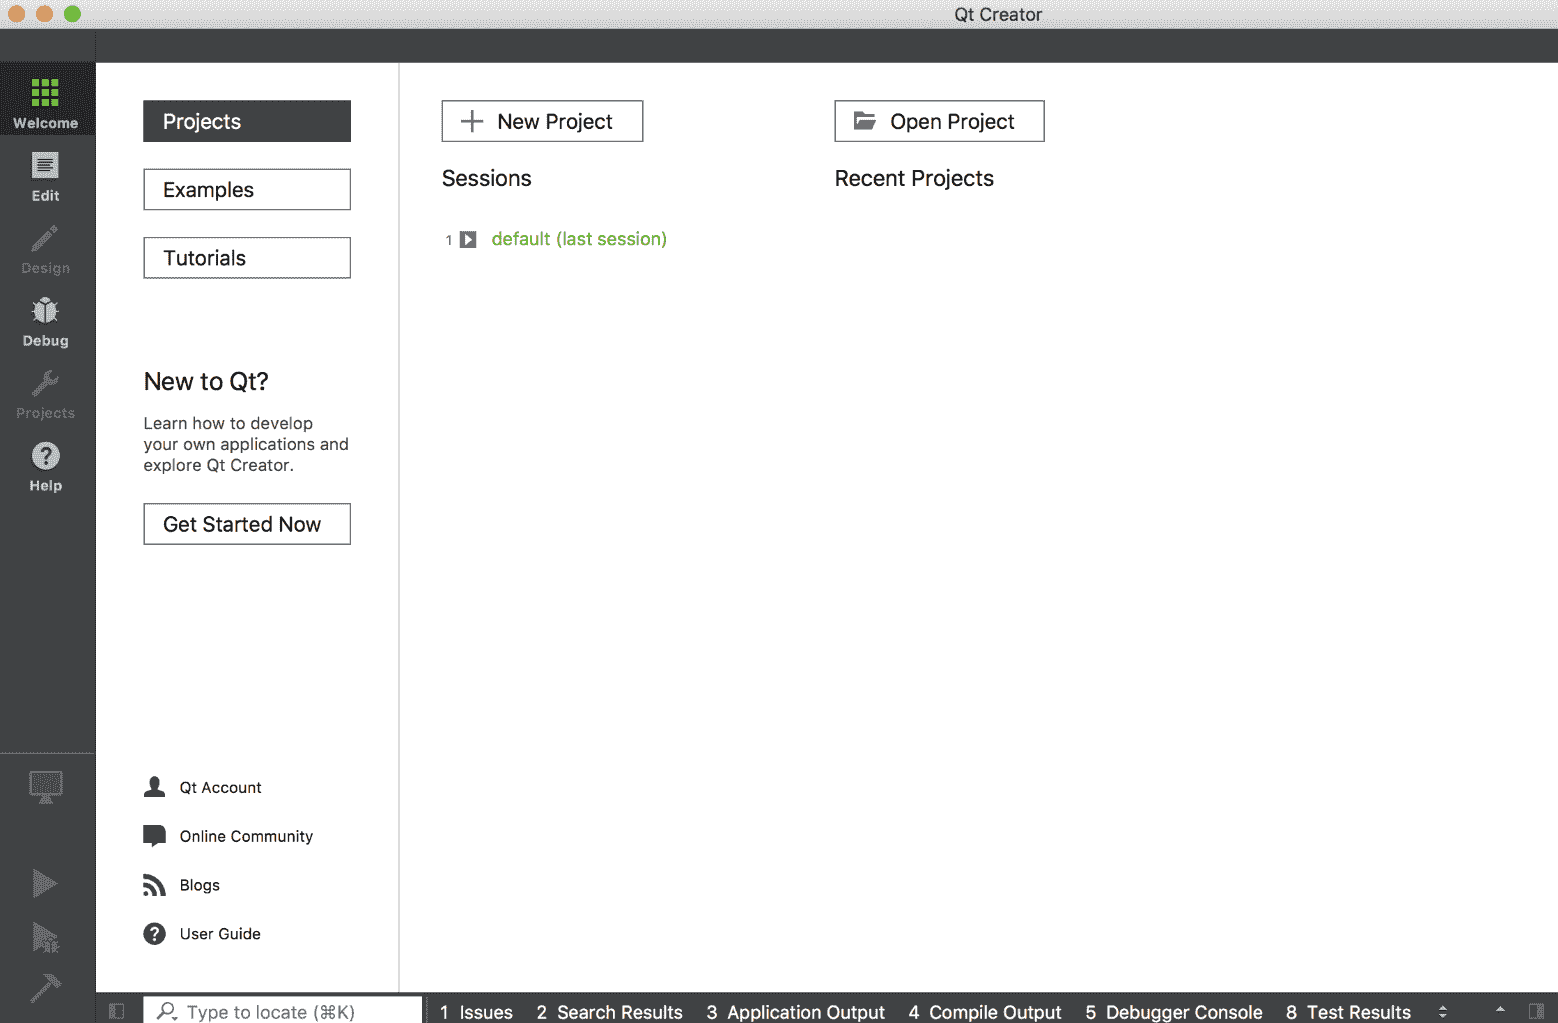 Qt Creator
Welcome
Edit
Design
Debug
Projects
Help
Projects
Examples
Tutorials
New to Qt?
Learn how to develop
your own applications and
explore Qt Creator.
Get Started Now
Qt Account
Online Community
Blogs
User Guide
New Project
Sessions
1 default (last session)
Open Project
Recent Projects
Type to locate (⌘K)
1 Issues 2 Search Results 3 Application Output 4 Compile Output 5 Debugger Console 8 Test Results